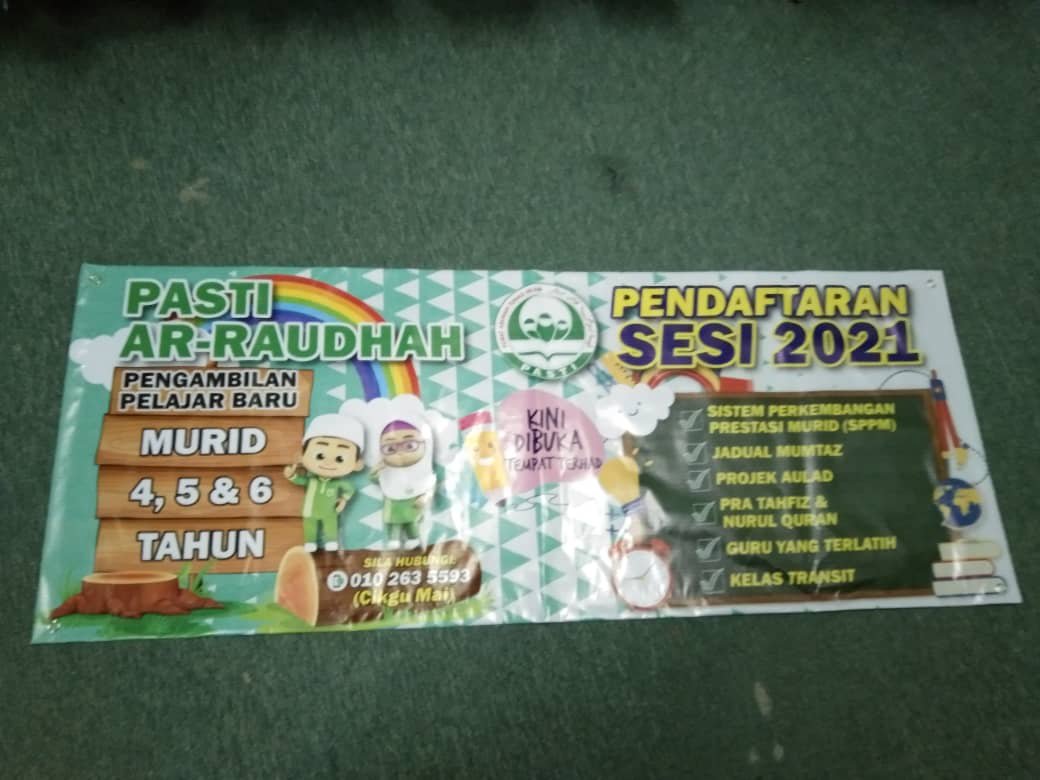 PASTI
AR-RAUDHAH
PENGAMBILAN
PELAJAR BARU
MURID
4, 5 & 6
TAHUN
SILA HUBUNGI:
010 263 5593
(Cikgu Mai)
PASTI
KINI
DIBUKA
TEMPAT TERHAD
PENDAFTARAN
SESI 2021
SISTEM PERKEMBANGAN
PRESTASI MURID (SPPM)
JADUAL MUMTAZ
PROJEK AULAD
PRA TAHFIZ &
NURUL QURAN
GURU YANG TERLATIH
KELAS TRANSIT